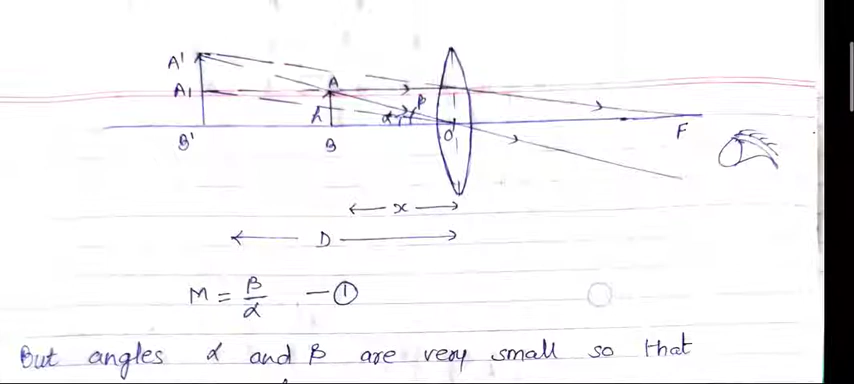 A'
A₁
A
h
α
β
B'
B
O
F
x
D
M = β/α —①
But angles α and β are very small so that